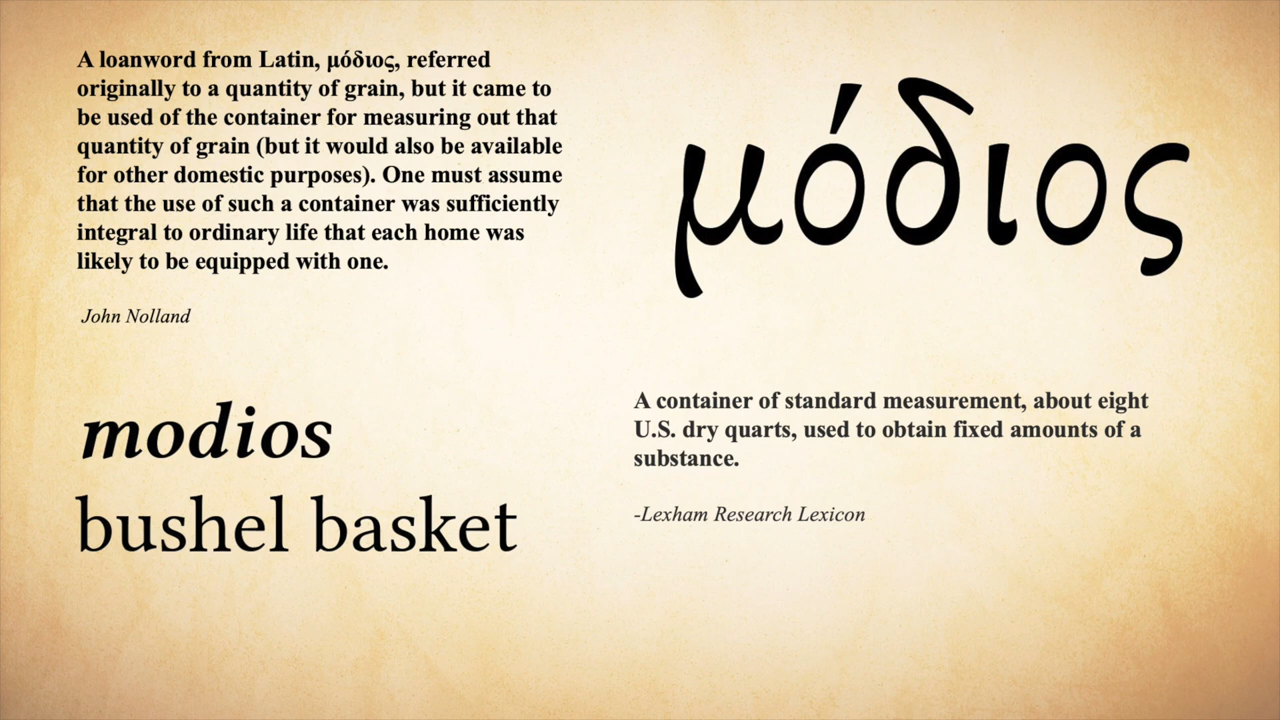 A loanword from Latin, μόδιος, referred
originally to a quantity of grain, but it came to
be used of the container for measuring out that
quantity of grain (but it would also be available
for other domestic purposes). One must assume
that the use of such a container was sufficiently
integral to ordinary life that each home was
likely to be equipped with one.
John Nolland
μόδιος
modios
bushel basket
A container of standard measurement, about eight
U.S. dry quarts, used to obtain fixed amounts of a
substance.
-Lexham Research Lexicon